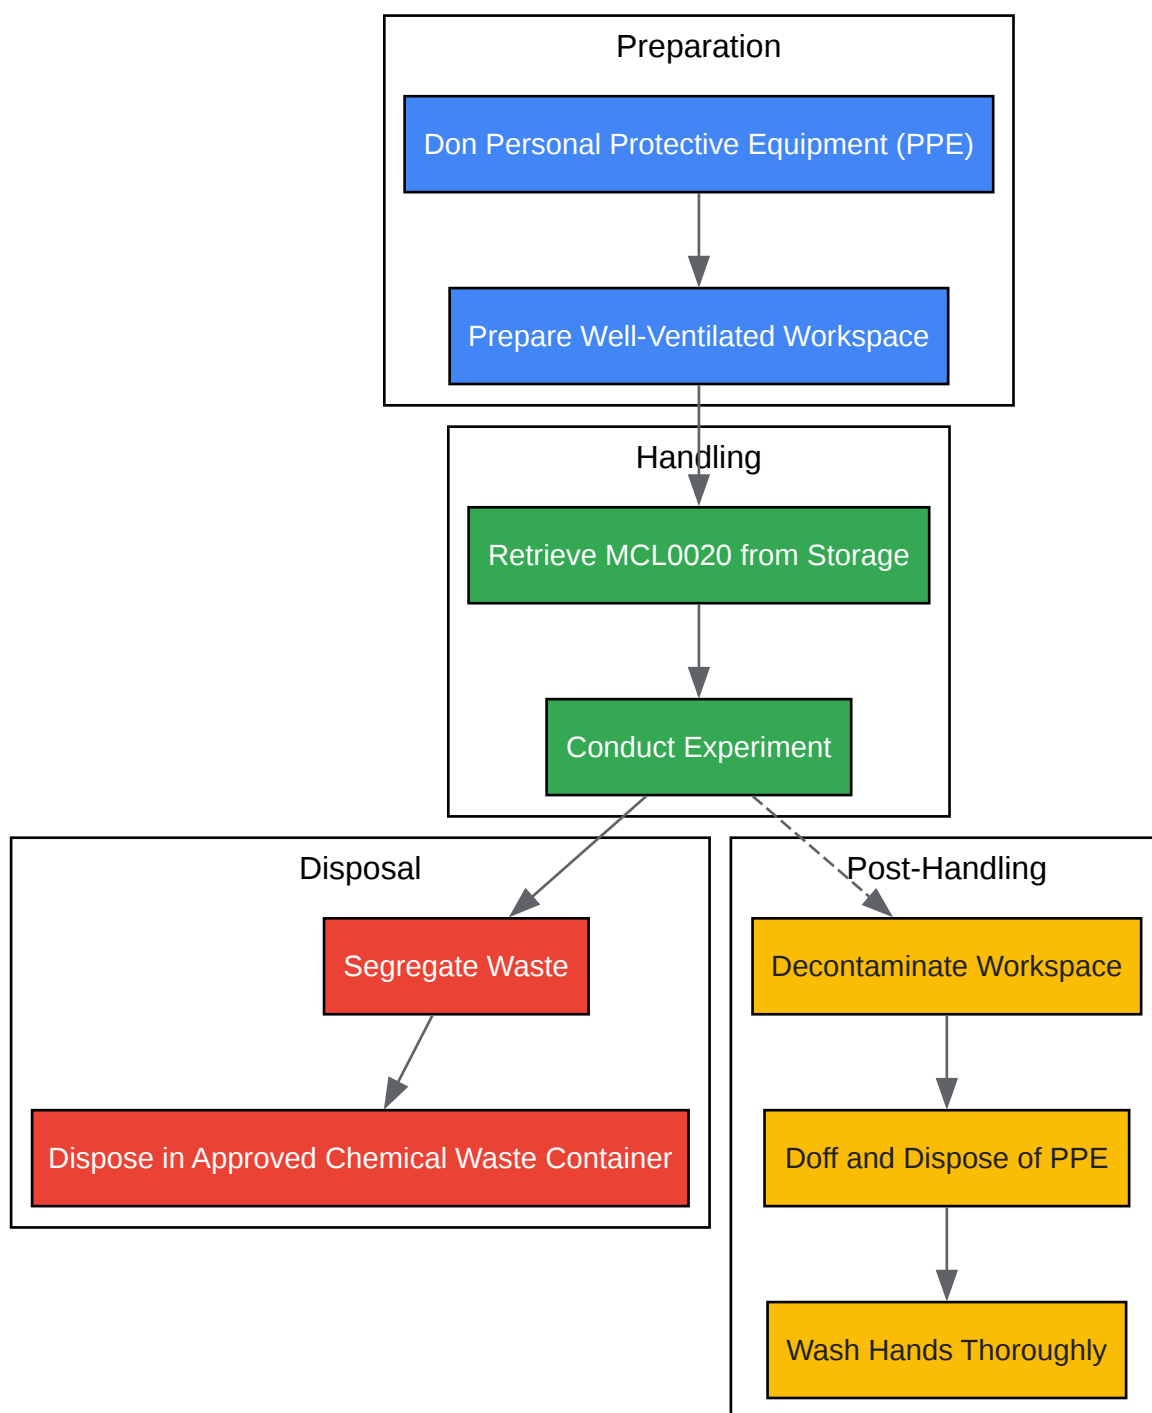 Preparation
Don Personal Protective Equipment (PPE)
Prepare Well-Ventilated Workspace
Handling
Retrieve MCL0020 from Storage
Conduct Experiment
Disposal
Segregate Waste
Dispose in Approved Chemical Waste Container
Post-Handling
Decontaminate Workspace
Doff and Dispose of PPE
Wash Hands Thoroughly